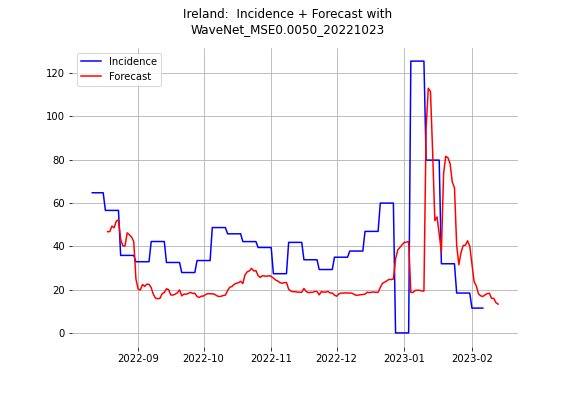 Ireland:  Incidence + Forecast with
WaveNet_MSE0.0050_20221023
Incidence
Forecast
120
100
80
60
40
20
0
2022-09 2022-10 2022-11 2022-12 2023-01 2023-02